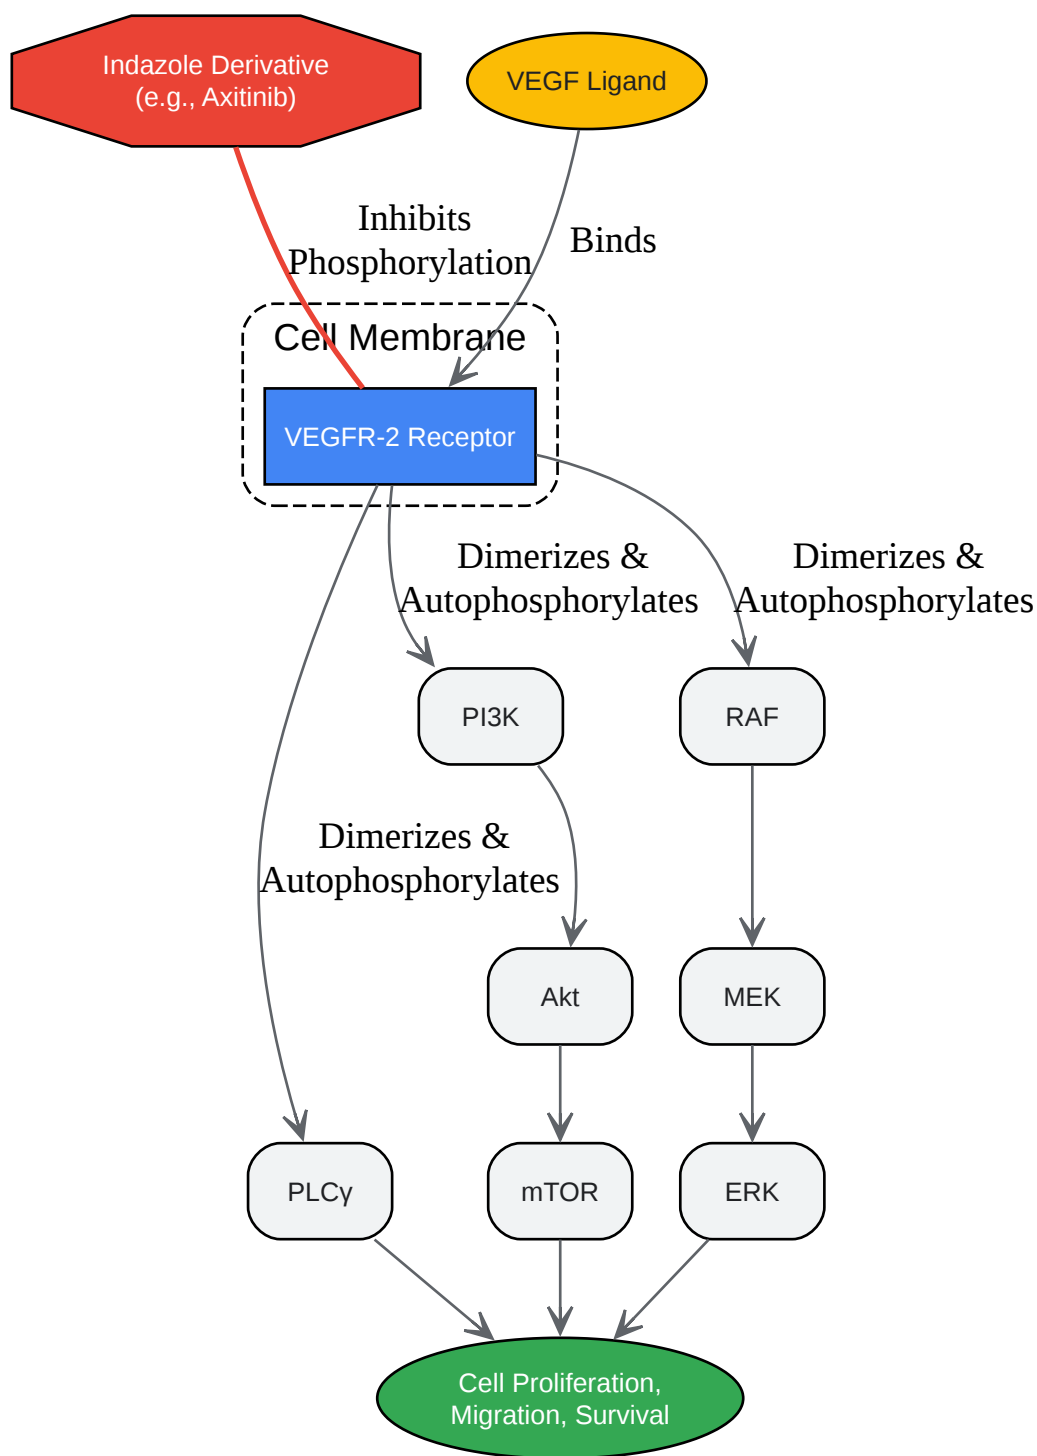 Indazole Derivative
(e.g., Axitinib)
VEGF Ligand
Inhibits
Phosphorylation
Binds
Cell Membrane
VEGFR-2 Receptor
Dimerizes &
Autophosphorylates
Dimerizes &
Autophosphorylates
PI3K
RAF
Dimerizes &
Autophosphorylates
Akt
MEK
PLCγ
mTOR
ERK
Cell Proliferation,
Migration, Survival